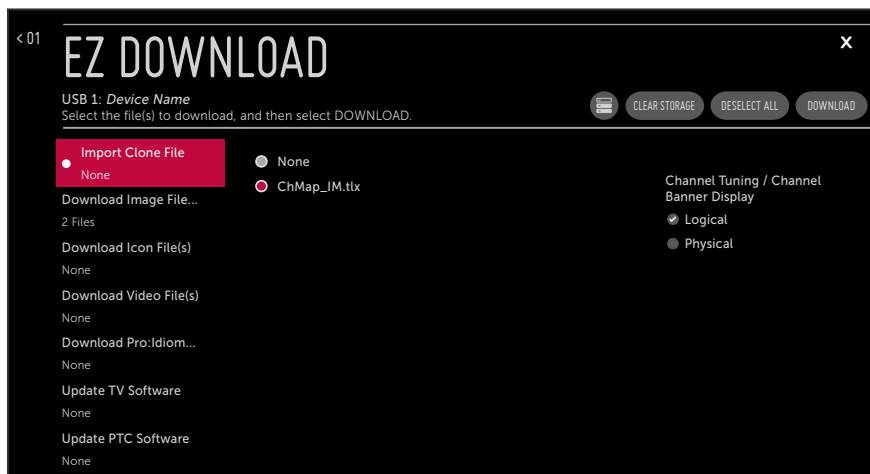 < 01
EZ DOWNLOAD
X
USB 1: Device Name
Select the file(s) to download, and then select DOWNLOAD.
CLEAR STORAGE
DESELECT ALL
DOWNLOAD
Import Clone File
None
Download Image File...
2 Files
Download Icon File(s)
None
Download Video File(s)
None
Download Pro:Idiom...
None
Update TV Software
None
Update PTC Software
None
None
ChMap_IM.tlx
Channel Tuning / Channel
Banner Display
Logical
Physical